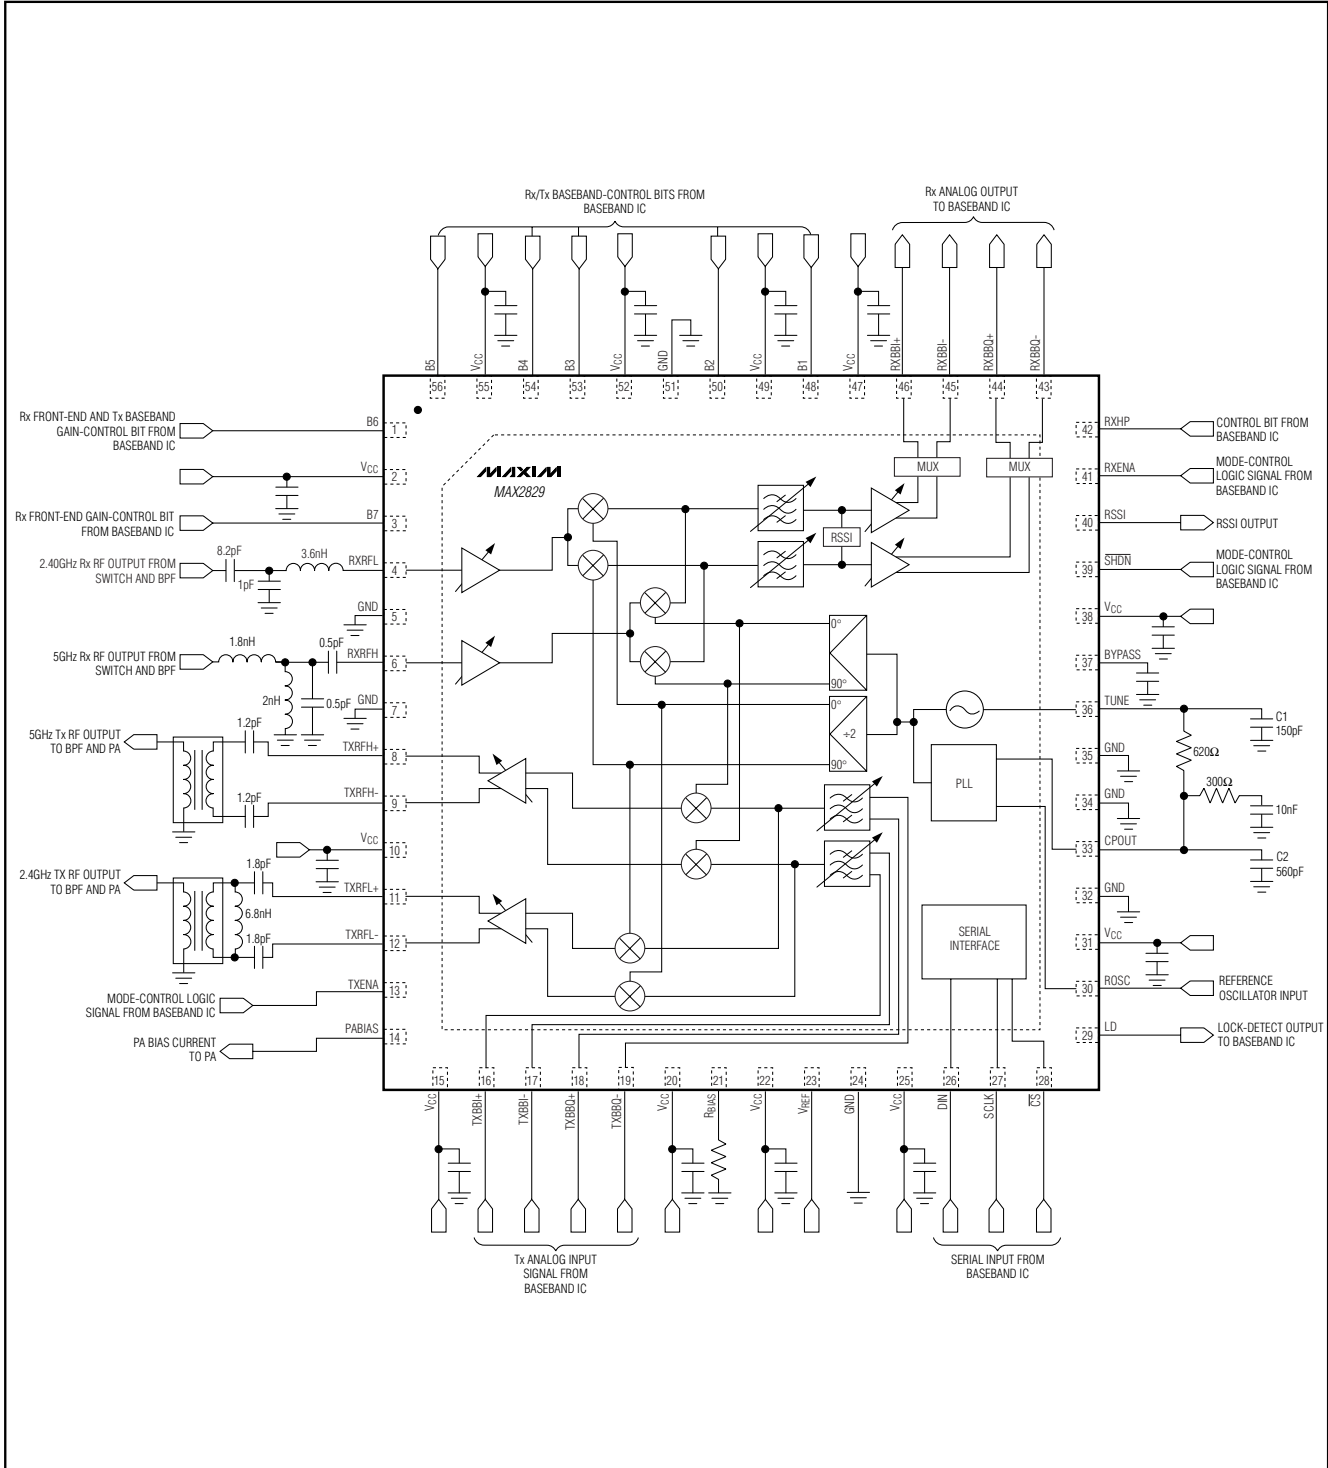 Rx/Tx BASEBAND-CONTROL BITS FROM
BASEBAND IC
Rx ANALOG OUTPUT
TO BASEBAND IC
B5
VCC
B4
B3
VCC
GND
B2
VCC
B1
VCC
RXBBI+
RXBBI-
RXBBQ+
RXBBQ-
56
55
54
53
52
51
50
49
48
47
46
45
44
43
Rx FRONT-END AND Tx BASEBAND
GAIN-CONTROL BIT FROM
BASEBAND IC
B6
1
VCC
2
Rx FRONT-END GAIN-CONTROL BIT
FROM BASEBAND IC
B7
3
2.40GHz Rx RF OUTPUT FROM
SWITCH AND BPF
8.2pF
1pF
3.6nH
RXRFL
4
GND
5
5GHz Rx RF OUTPUT FROM
SWITCH AND BPF
1.8nH
2nH
0.5pF
0.5pF
RXRFH
6
GND
7
5GHz Tx RF OUTPUT
TO BPF AND PA
1.2pF
TXRFH+
8
1.2pF
TXRFH-
9
VCC
10
2.4GHz TX RF OUTPUT
TO BPF AND PA
1.8pF
6.8nH
1.8pF
TXRFL+
11
TXRFL-
12
MODE-CONTROL LOGIC
SIGNAL FROM BASEBAND IC
TXENA
13
PA BIAS CURRENT
TO PA
PABIAS
14
MAXIM
MAX2829
MUX
MUX
RSSI
0°
90°
0°
÷2
90°
PLL
SERIAL
INTERFACE
42
RXHP
CONTROL BIT FROM
BASEBAND IC
41
RXENA
MODE-CONTROL
LOGIC SIGNAL FROM
BASEBAND IC
40
RSSI
RSSI OUTPUT
39
SHDN
MODE-CONTROL
LOGIC SIGNAL FROM
BASEBAND IC
38
VCC
37
BYPASS
36
TUNE
C1
150pF
620Ω
35
GND
300Ω
10nF
34
GND
33
CPOUT
C2
560pF
32
GND
31
VCC
30
ROSC
REFERENCE
OSCILLATOR INPUT
29
LD
LOCK-DETECT OUTPUT
TO BASEBAND IC
15
16
17
18
19
20
21
22
23
24
25
26
27
28
VCC
TXBBI+
TXBBI-
TXBBQ+
TXBBQ-
VCC
RBIAS
VCC
VREF
GND
VCC
DIN
SCLK
CS
Tx ANALOG INPUT
SIGNAL FROM
BASEBAND IC
SERIAL INPUT FROM
BASEBAND IC